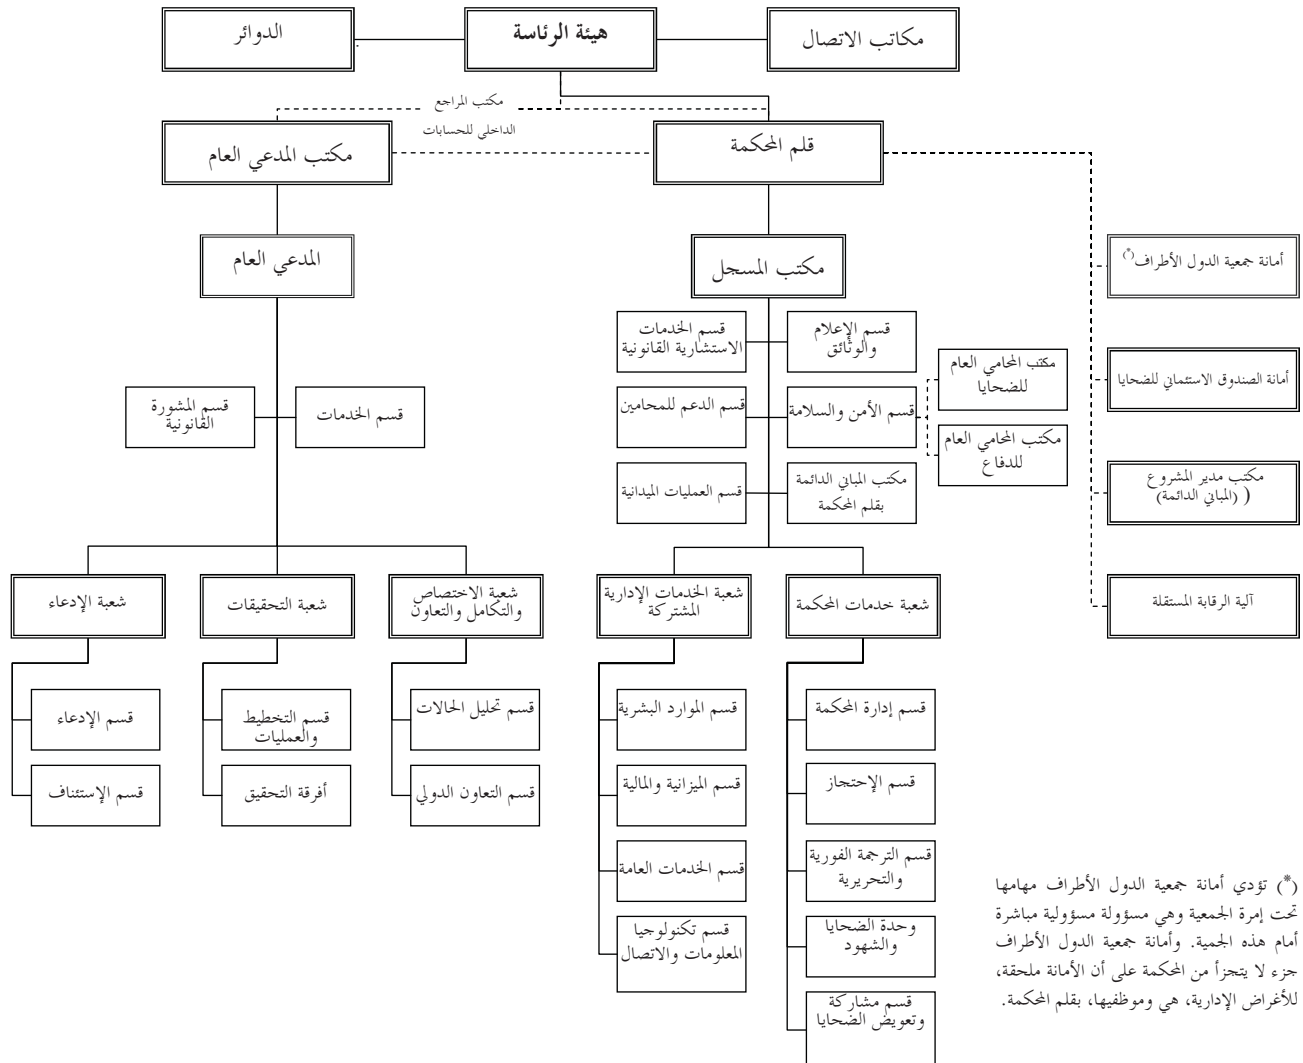 مكاتب الاتصال
هيئة الرئاسة
الدوائر
مكتب المراجع
الداخلي للحسابات
قلم المحكمة
مكتب المدعي العام
أمانة جمعية الدول الأطراف(*)
مكتب المسجل
المدعي العام
قسم الإعلام
والوثائق
قسم الخدمات
الاستشارية القانونية
مكتب المحامي العام
للضحايا
أمانة الصندوق الاستئماني للضحايا
قسم الأمن والسلامة
قسم الدعم للمحامين
قسم الخدمات
قسم المشورة
القانونية
مكتب المحامي العام
للدفاع
مكتب مدير المشروع
( (المباني الدائمة)
مكتب المباني الدائمة
بقلم المحكمة
قسم العمليات الميدانية
آلية الرقابة المستقلة
شعبة خدمات المحكمة
شعبة الخدمات الإدارية
المشتركة
شعبة الاختصاص
والتكامل والتعاون
شعبة التحقيقات
شعبة الإدعاء
قسم إدارة المحكمة
قسم الموارد البشرية
قسم تحليل الحالات
قسم التخطيط
والعمليات
قسم الإدعاء
قسم الإحتجاز
قسم الميزانية والمالية
قسم التعاون الدولي
أفرقة التحقيق
قسم الإستئناف
قسم الترجمة الفورية
والتحريرية
قسم الخدمات العامة
وحدة الضحايا
والشهود
قسم تكنولوجيا
المعلومات والاتصال
قسم مشاركة
وتعويض الضحايا
(*) تؤدي أمانة جمعية الدول الأطراف مهامها
تحت إمرة الجمعية وهي مسؤولة مسؤولية مباشرة
أمام هذه الجمية. وأمانة جمعية الدول الأطراف
جزء لا يتجزأ من المحكمة على أن الأمانة ملحقة،
للأغراض الإدارية، هي وموظفيها، بقلم المحكمة.